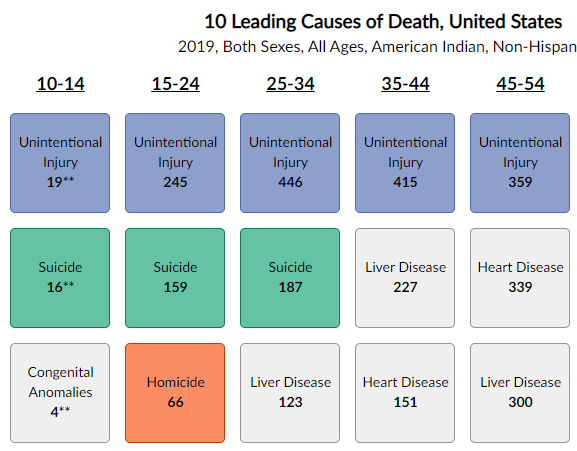 10 Leading Causes of Death, United States
2019, Both Sexes, All Ages, American Indian, Non-Hispan
10-14 15-24 25-34 35-44 45-54
Unintentional Injury 19** Unintentional Injury 245 Unintentional Injury 446 Unintentional Injury 415 Unintentional Injury 359
Suicide 16** Suicide 159 Suicide 187 Liver Disease 227 Heart Disease 339
Congenital Anomalies 4** Homicide 66 Liver Disease 123 Heart Disease 151 Liver Disease 300